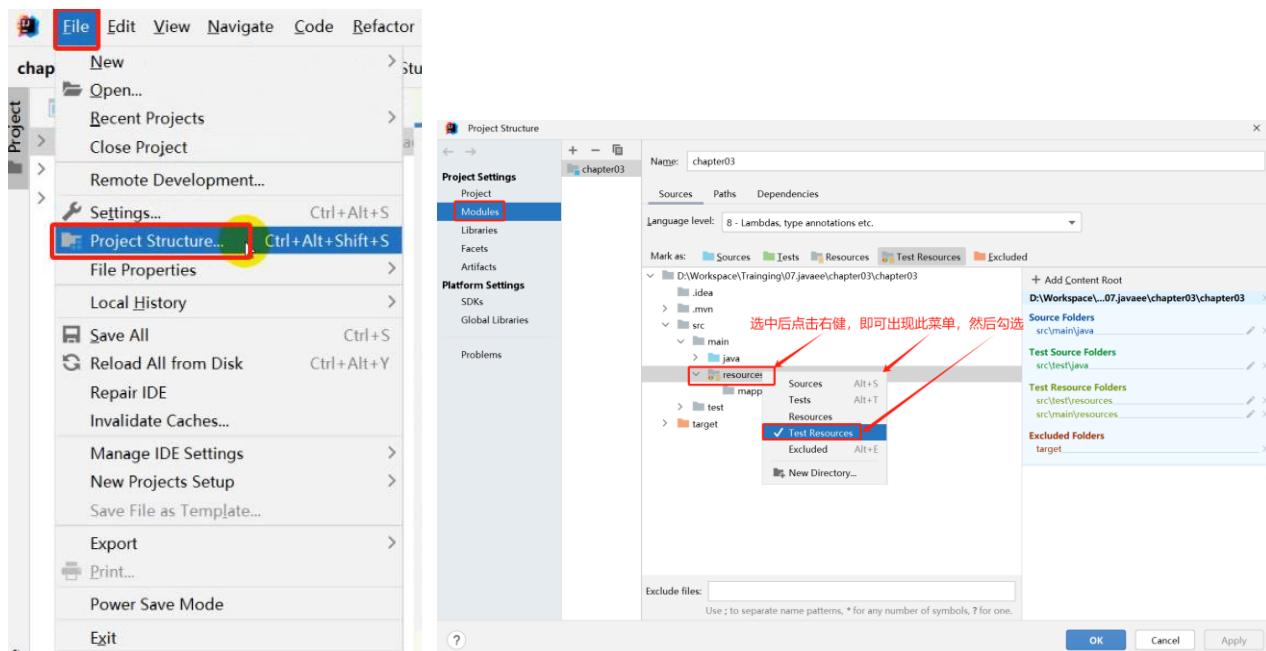 File Edit View Navigate Code Refactor
chap
Stu
Project
New
Open...
Recent Projects
Close Project
Remote Development...
Settings... Ctrl+Alt+S
Project Structure... Ctrl+Alt+Shift+S
File Properties
Local History
Save All Ctrl+S
Reload All from Disk Ctrl+Alt+Y
Repair IDE
Invalidate Caches...
Manage IDE Settings
New Projects Setup
Save File as Template...
Export
Print...
Power Save Mode
Exit
Project Structure
Project Settings
Project
Modules
Libraries
Facets
Artifacts
Platform Settings
SDKs
Global Libraries
Problems
chapter03
Name: chapter03
Sources Paths Dependencies
Language level: 8 - Lambdas, type annotations etc.
Mark as: Sources Tests Resources Test Resources Excluded
D:\Workspace\Trainging\07.javaee\chapter03\chapter03
.idea
.mvn
src
选中后点击右键，即可出现此菜单，然后勾选
main
java
resources
mapp
test
target
Sources Alt+S
Tests Alt+T
Resources
Test Resources
Excluded Alt+E
New Directory...
+ Add Content Root
D:\Workspace\...07.javaee\chapter03\chapter03
Source Folders
src\main\java
Test Source Folders
src\test\java
Test Resource Folders
src\test\resources
src\main\resources
Excluded Folders
target
Exclude files:
Use ; to separate name patterns, * for any number of symbols, ? for one.
?
OK Cancel Apply